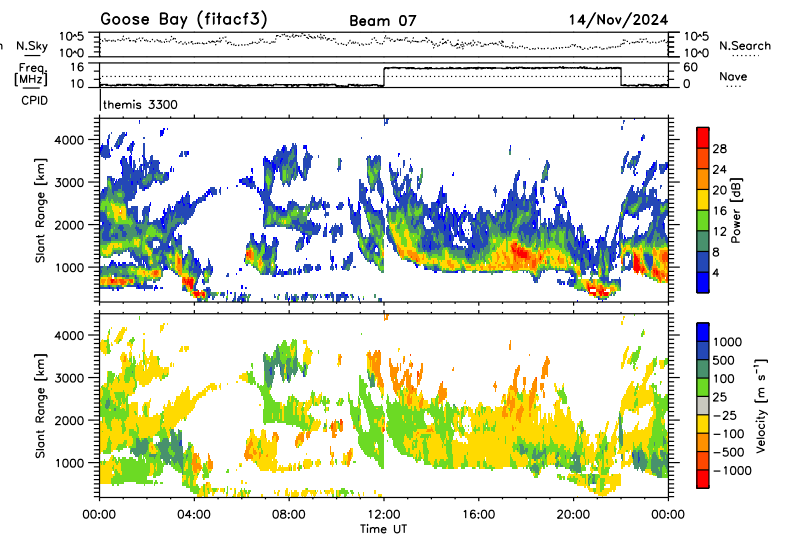 Goose Bay (fitacf3) Beam 07 14/Nov/2024
n N.Sky 10^5 10^0 10^5 10^0 N.Search
Freq. [MHz] 16 10 60 0 Nave
CPID themis 3300
Slant Range [km] 4000 3000 2000 1000
Power [dB] 28 24 20 16 12 8 4
Slant Range [km] 4000 3000 2000 1000
Velocity [m s⁻¹] 1000 500 100 25 −25 −100 −500 −1000
00:00 04:00 08:00 12:00 16:00 20:00 00:00
Time UT